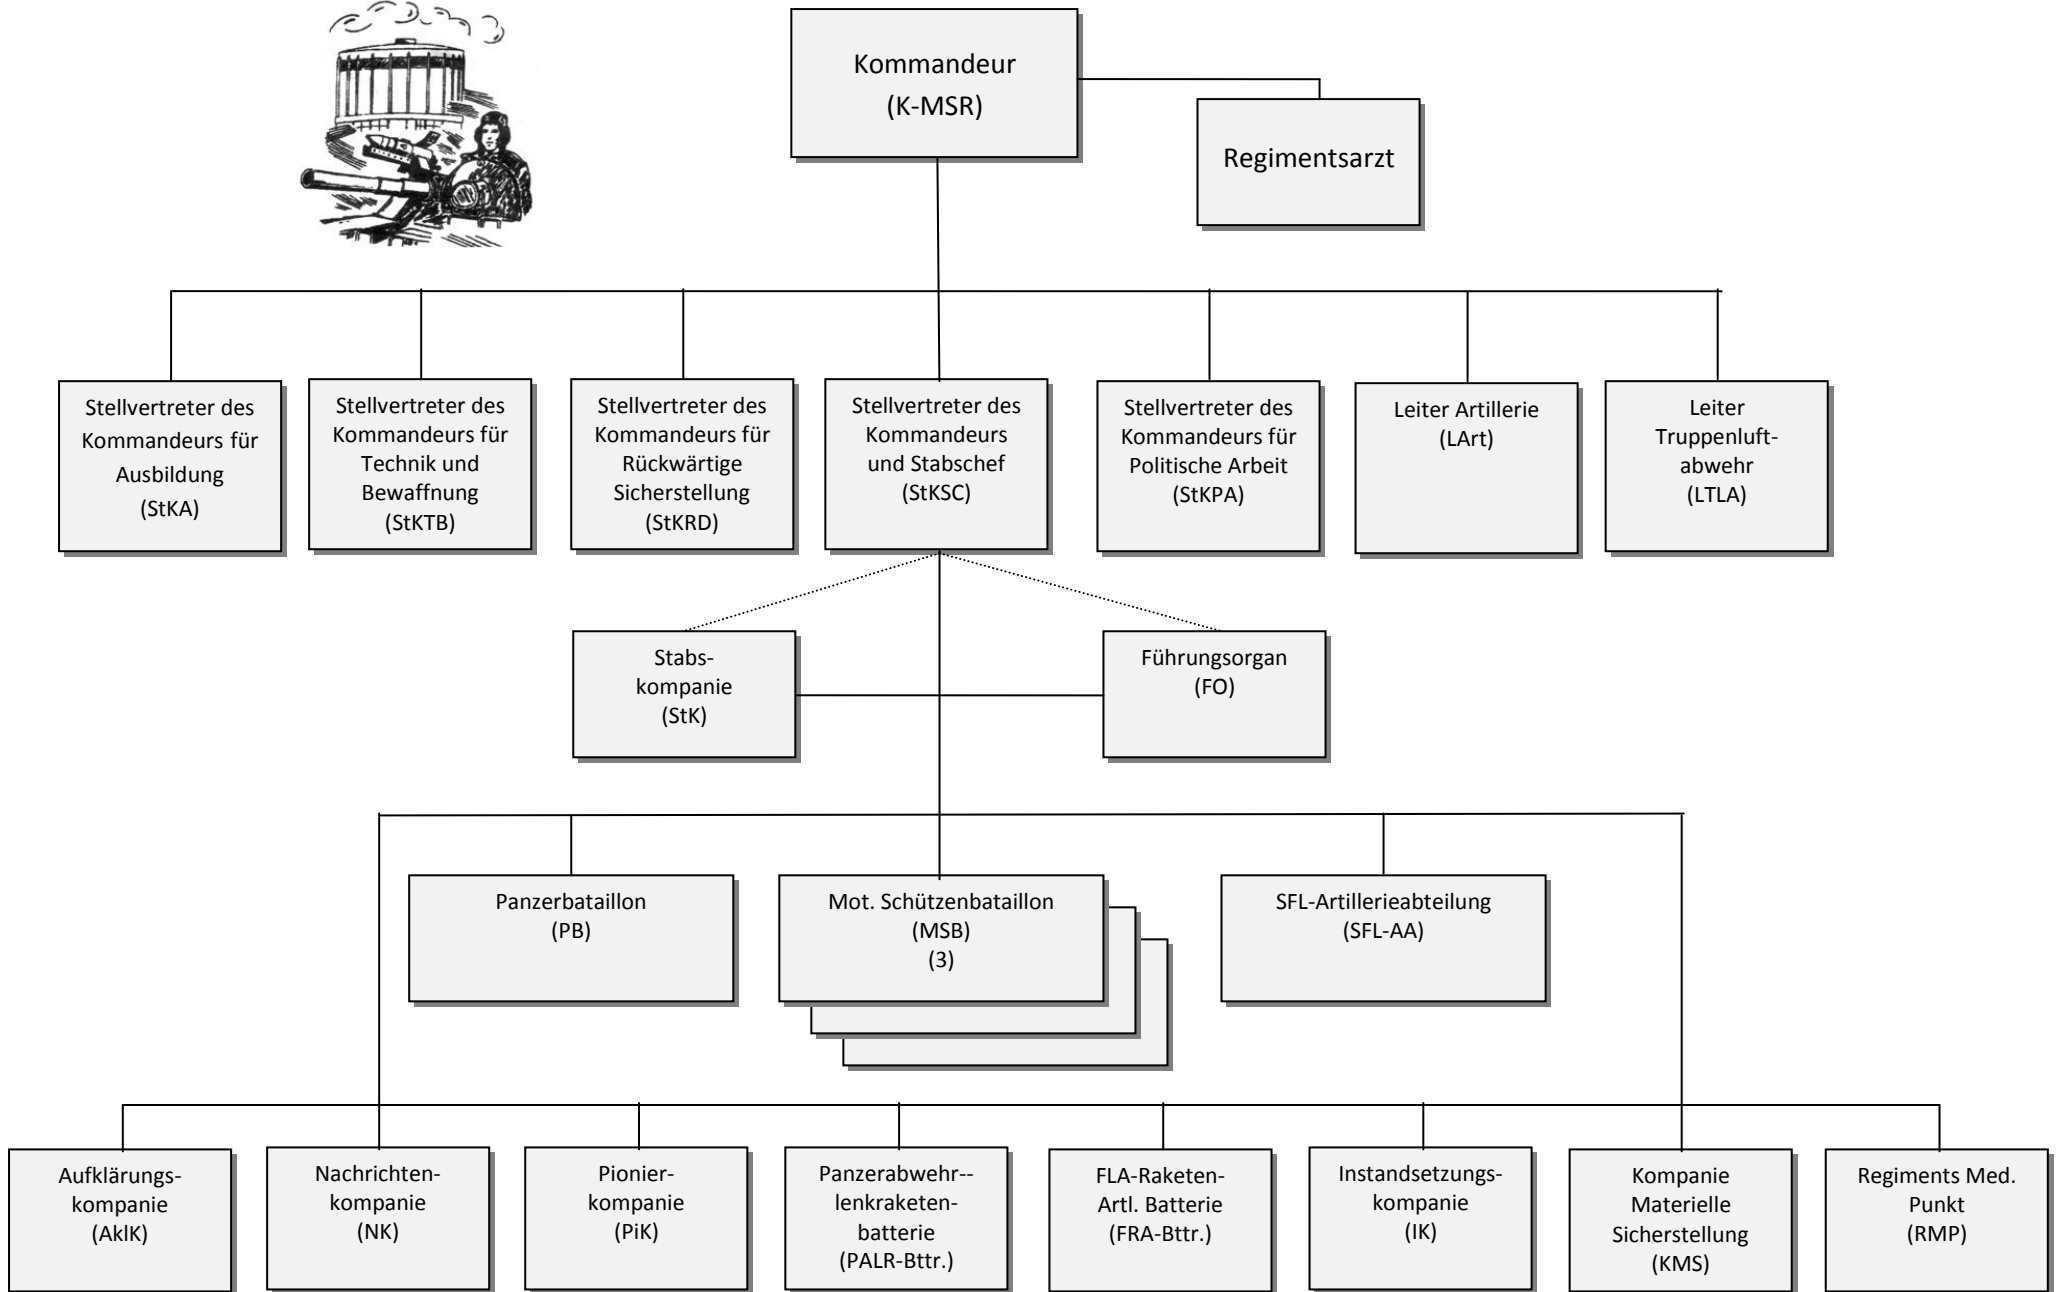 Kommandeur
(K-MSR)
Regimentsarzt
Stellvertreter des
Kommandeurs für
Ausbildung
(StKA)
Stellvertreter des
Kommandeurs für
Technik und
Bewaffnung
(StKTB)
Stellvertreter des
Kommandeurs für
Rückwärtige
Sicherstellung
(StKRD)
Stellvertreter des
Kommandeurs
und Stabschef
(StKSC)
Stellvertreter des
Kommandeurs für
Politische Arbeit
(StKPA)
Leiter Artillerie
(LArt)
Leiter
Truppenluft-
abwehr
(LTLA)
Stabs-
kompanie
(StK)
Führungsorgan
(FO)
Panzerbataillon
(PB)
Mot. Schützenbataillon
(MSB)
(3)
SFL-Artillerieabteilung
(SFL-AA)
Aufklärungs-
kompanie
(AklK)
Nachrichten-
kompanie
(NK)
Pionier-
kompanie
(PiK)
Panzerabwehr--
lenkraketen-
batterie
(PALR-Bttr.)
FLA-Raketen-
Artl. Batterie
(FRA-Bttr.)
Instandsetzungs-
kompanie
(IK)
Kompanie
Materielle
Sicherstellung
(KMS)
Regiments Med.
Punkt
(RMP)